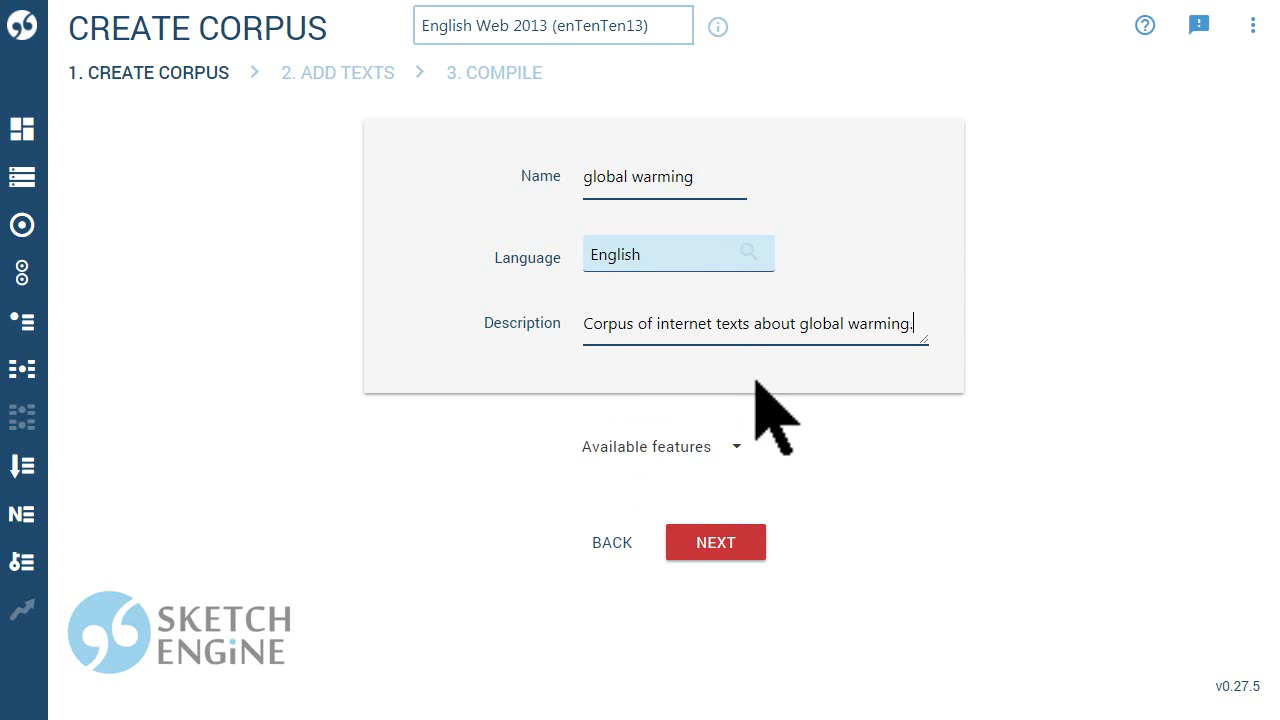 CREATE CORPUS
English Web 2013 (enTenTen13)
1. CREATE CORPUS > 2. ADD TEXTS > 3. COMPILE
Name global warming
Language English
Description Corpus of internet texts about global warming.
Available features
BACK NEXT
SKETCH
ENGiNE
v0.27.5